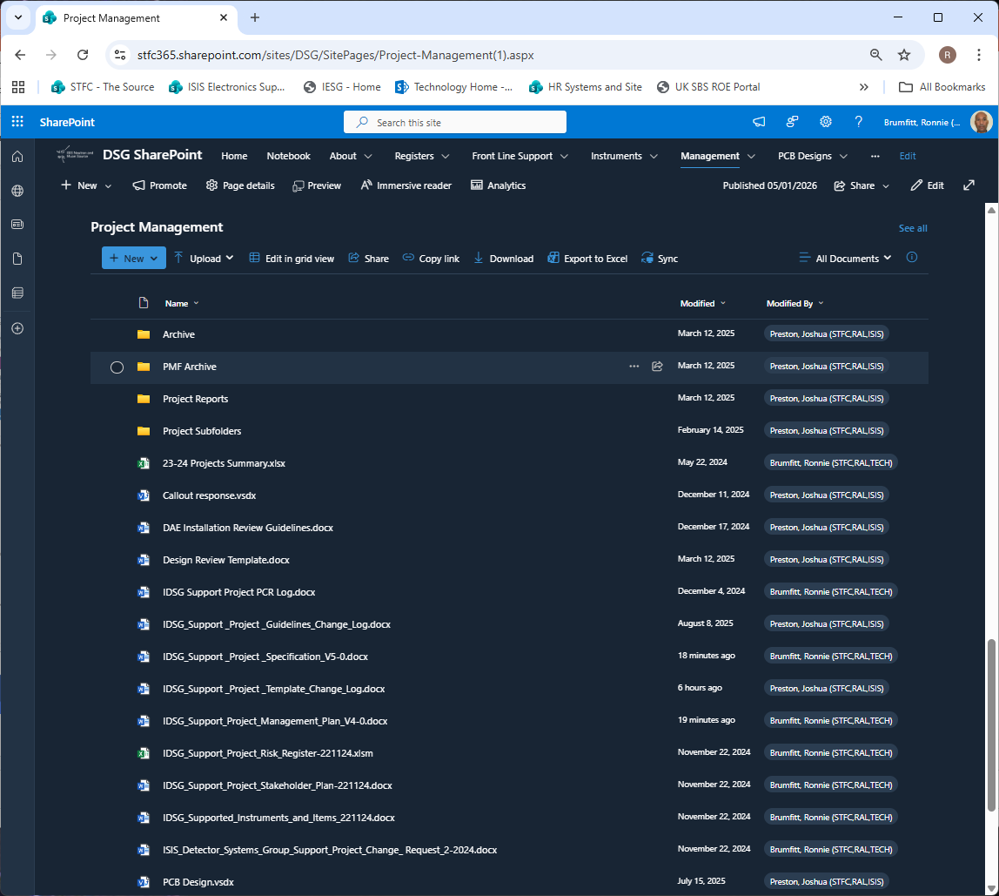 Project Management
stfc365.sharepoint.com/sites/DSG/SitePages/Project-Management(1).aspx
R
STFC - The Source
ISIS Electronics Sup...
IESG - Home
Technology Home -...
HR Systems and Site
UK SBS ROE Portal
All Bookmarks
SharePoint
Search this site
Brumfitt, Ronnie (...
DSG SharePoint
Home
Notebook
About
Registers
Front Line Support
Instruments
Management
PCB Designs
Edit
New
Promote
Page details
Preview
Immersive reader
Analytics
Published 05/01/2026
Share
Edit
Project Management
See all
New
Upload
Edit in grid view
Share
Copy link
Download
Export to Excel
Sync
All Documents
Name Modified Modified By
Archive March 12, 2025 Preston, Joshua (STFC,RAL,ISIS)
PMF Archive March 12, 2025 Preston, Joshua (STFC,RAL,ISIS)
Project Reports March 12, 2025 Preston, Joshua (STFC,RAL,ISIS)
Project Subfolders February 14, 2025 Preston, Joshua (STFC,RAL,ISIS)
23-24 Projects Summary.xlsx May 22, 2024 Brumfitt, Ronnie (STFC,RAL,TECH)
Callout response.vsdx December 11, 2024 Preston, Joshua (STFC,RAL,ISIS)
DAE Installation Review Guidelines.docx December 17, 2024 Preston, Joshua (STFC,RAL,ISIS)
Design Review Template.docx March 12, 2025 Preston, Joshua (STFC,RAL,ISIS)
IDSG Support Project PCR Log.docx December 4, 2024 Brumfitt, Ronnie (STFC,RAL,TECH)
IDSG_Support _Project _Guidelines_Change_Log.docx August 8, 2025 Preston, Joshua (STFC,RAL,ISIS)
IDSG_Support _Project _Specification_V5-0.docx 18 minutes ago Brumfitt, Ronnie (STFC,RAL,TECH)
IDSG_Support _Project _Template_Change_Log.docx 6 hours ago Preston, Joshua (STFC,RAL,ISIS)
IDSG_Support_Project_Management_Plan_V4-0.docx 19 minutes ago Brumfitt, Ronnie (STFC,RAL,TECH)
IDSG_Support_Project_Risk_Register-221124.xlsm November 22, 2024 Brumfitt, Ronnie (STFC,RAL,TECH)
IDSG_Support_Project_Stakeholder_Plan-221124.docx November 22, 2024 Brumfitt, Ronnie (STFC,RAL,TECH)
IDSG_Supported_Instruments_and_Items_221124.docx November 22, 2024 Brumfitt, Ronnie (STFC,RAL,TECH)
ISIS_Detector_Systems_Group_Support_Project_Change_ Request_2-2024.docx November 22, 2024 Brumfitt, Ronnie (STFC,RAL,TECH)
PCB Design.vsdx July 15, 2025 Preston, Joshua (STFC,RAL,ISIS)